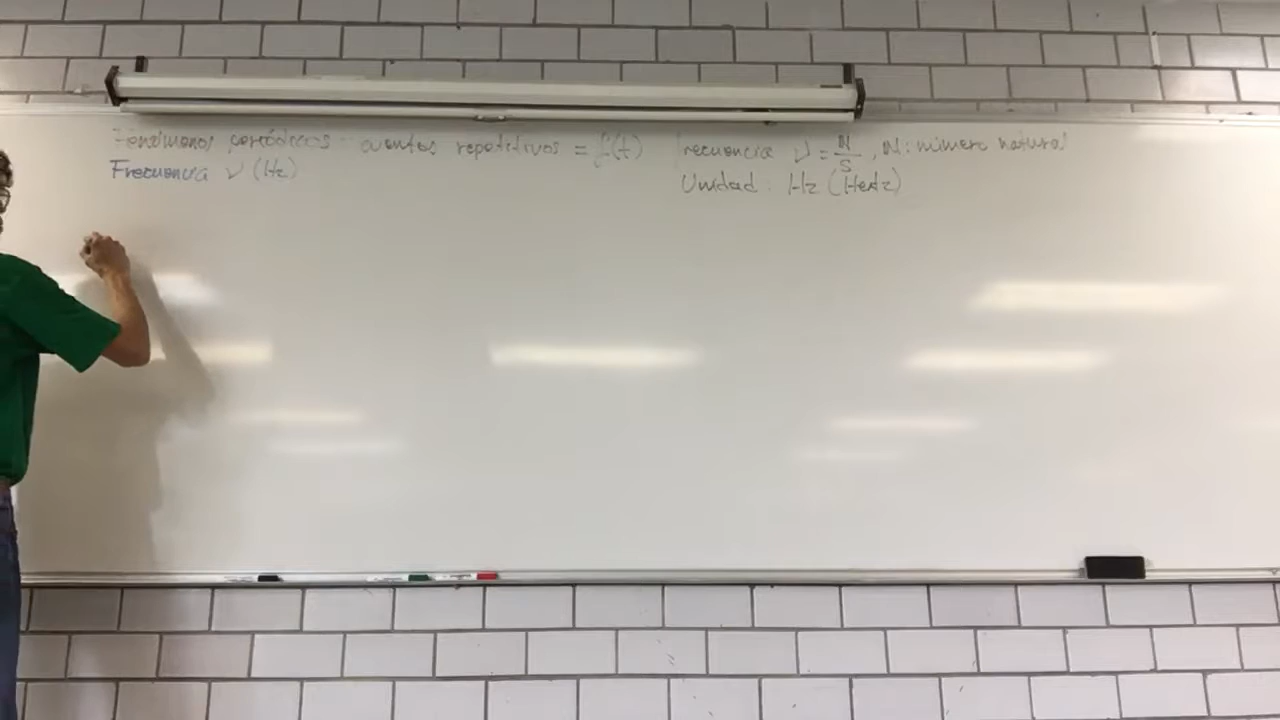 Fenómenos periódicos - eventos repetitivos = f(t)
Frecuencia ν (Hz)
Frecuencia ν = N/S, N: número natural
Unidad: Hz (Hertz)